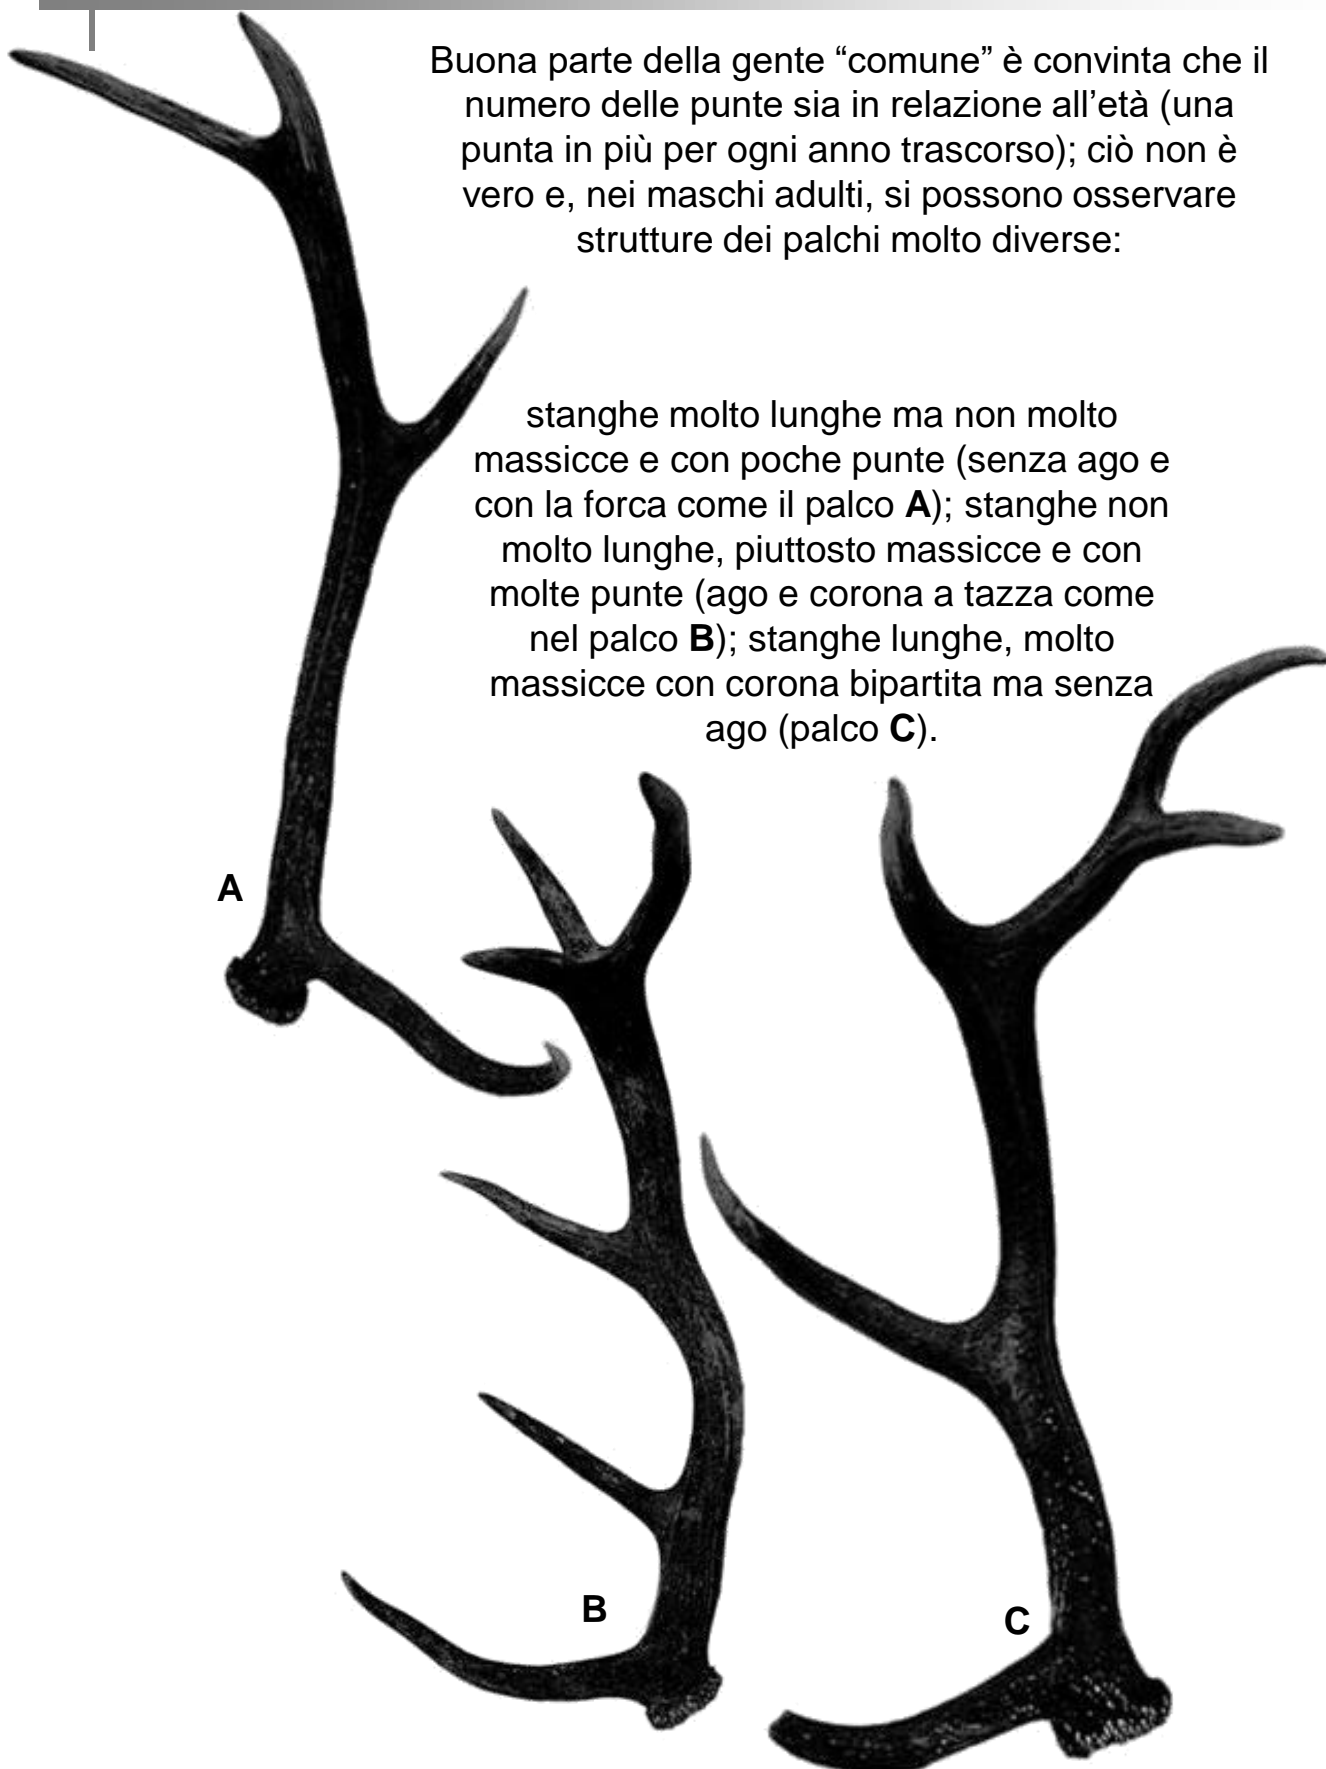 Buona parte della gente “comune” è convinta che il
numero delle punte sia in relazione all’età (una
punta in più per ogni anno trascorso); ciò non è
vero e, nei maschi adulti, si possono osservare
strutture dei palchi molto diverse:
stanghe molto lunghe ma non molto
massicce e con poche punte (senza ago e
con la forca come il palco A); stanghe non
molto lunghe, piuttosto massicce e con
molte punte (ago e corona a tazza come
nel palco B); stanghe lunghe, molto
massicce con corona bipartita ma senza
ago (palco C).
A
B
C